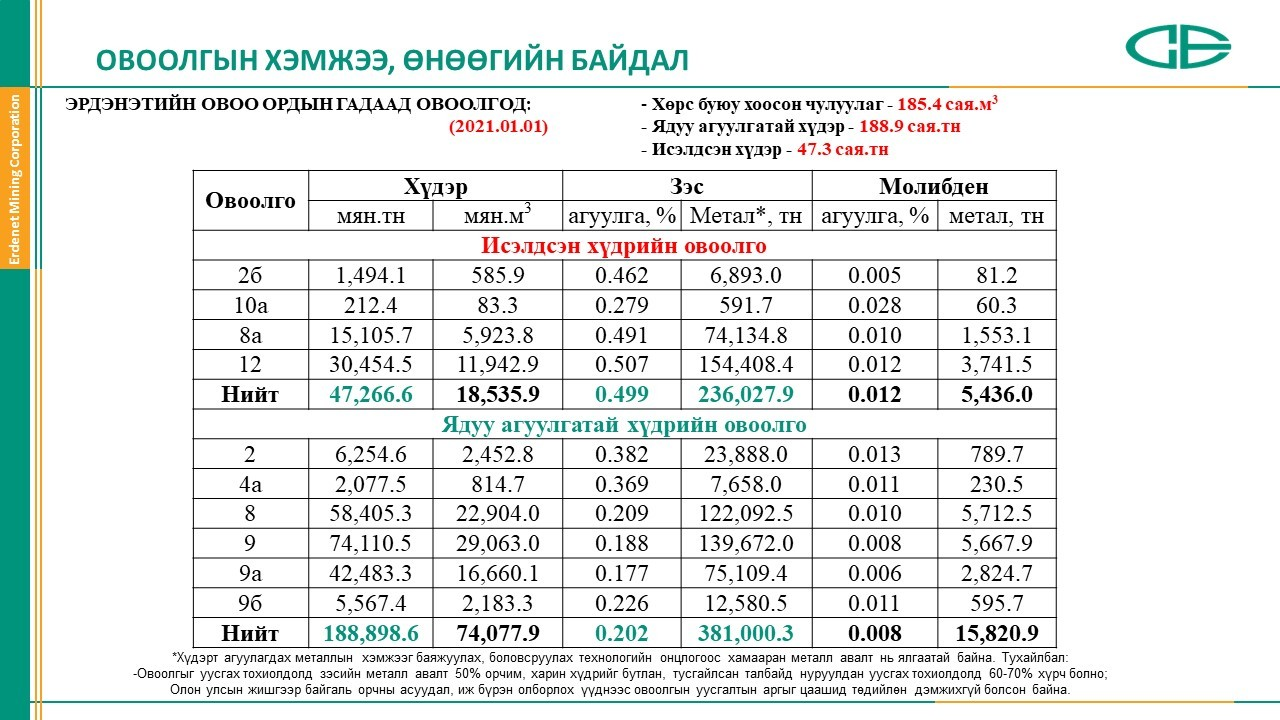 Erdenet Mining Corporation
ОВООЛГЫН ХЭМЖЭЭ, ӨНӨӨГИЙН БАЙДАЛ
ЭРДЭНЭТИЙН ОВОО ОРДЫН ГАДААД ОВООЛГОД:
(2021.01.01)
- Хөрс буюу хоосон чулуулаг - 185.4 сая.м³
- Ядуу агуулгатай хүдэр - 188.9 сая.тн
- Исэлдсэн хүдэр - 47.3 сая.тн
Овоолго Хүдэр Зэс Молибден
мян.тн мян.м³ агуулга, % Метал*, тн агуулга, % метал, тн
Исэлдсэн хүдрийн овоолго
2б 1,494.1 585.9 0.462 6,893.0 0.005 81.2
10а 212.4 83.3 0.279 591.7 0.028 60.3
8а 15,105.7 5,923.8 0.491 74,134.8 0.010 1,553.1
12 30,454.5 11,942.9 0.507 154,408.4 0.012 3,741.5
Нийт 47,266.6 18,535.9 0.499 236,027.9 0.012 5,436.0
Ядуу агуулгатай хүдрийн овоолго
2 6,254.6 2,452.8 0.382 23,888.0 0.013 789.7
4а 2,077.5 814.7 0.369 7,658.0 0.011 230.5
8 58,405.3 22,904.0 0.209 122,092.5 0.010 5,712.5
9 74,110.5 29,063.0 0.188 139,672.0 0.008 5,667.9
9а 42,483.3 16,660.1 0.177 75,109.4 0.006 2,824.7
9б 5,567.4 2,183.3 0.226 12,580.5 0.011 595.7
Нийт 188,898.6 74,077.9 0.202 381,000.3 0.008 15,820.9
*Хүдэрт агуулагдах металлын хэмжээг баяжуулах, боловсруулах технологийн онцлогоос хамааран металл авалт нь ялгаатай байна. Тухайлбал:
-Овоолгыг уусгах тохиолдолд зэсийн металл авалт 50% орчим, харин хүдрийг бутлан, тусгайлсан талбайд нуруулдан уусгах тохиолдолд 60-70% хүрч болно;
Олон улсын жишгээр байгаль орчны асуудал, иж бүрэн олборлох үүднээс овоолгын уусгалтын аргыг цаашид төдийлөн дэмжихгүй болсон байна.